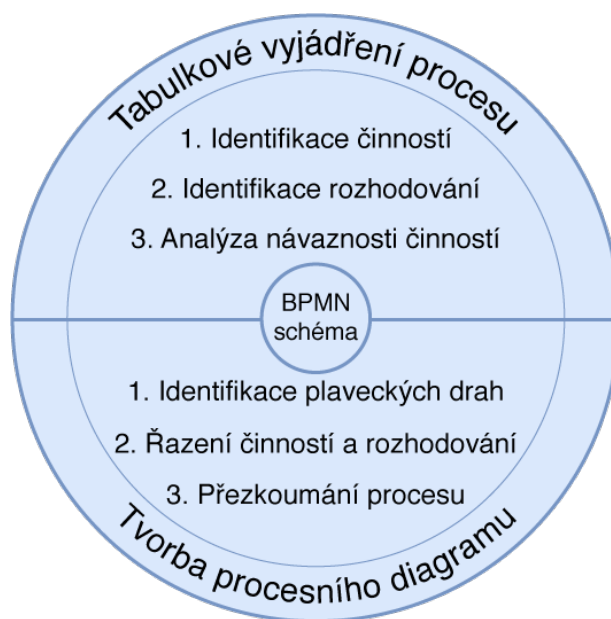 Tabulkové vyjádření procesu
1. Identifikace činností
2. Identifikace rozhodování
3. Analýza návaznosti činností
BPMN
schéma
1. Identifikace plaveckých drah
2. Řazení činností a rozhodování
3. Přezkoumání procesu
Tvorba procesního diagramu